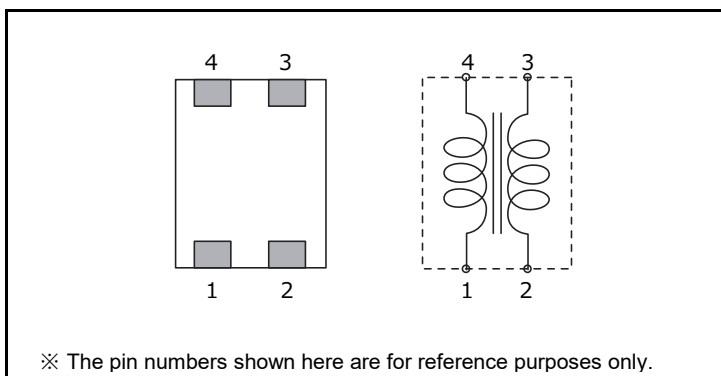 4 3 4 3
1 2 1 2
※ The pin numbers shown here are for reference purposes only.